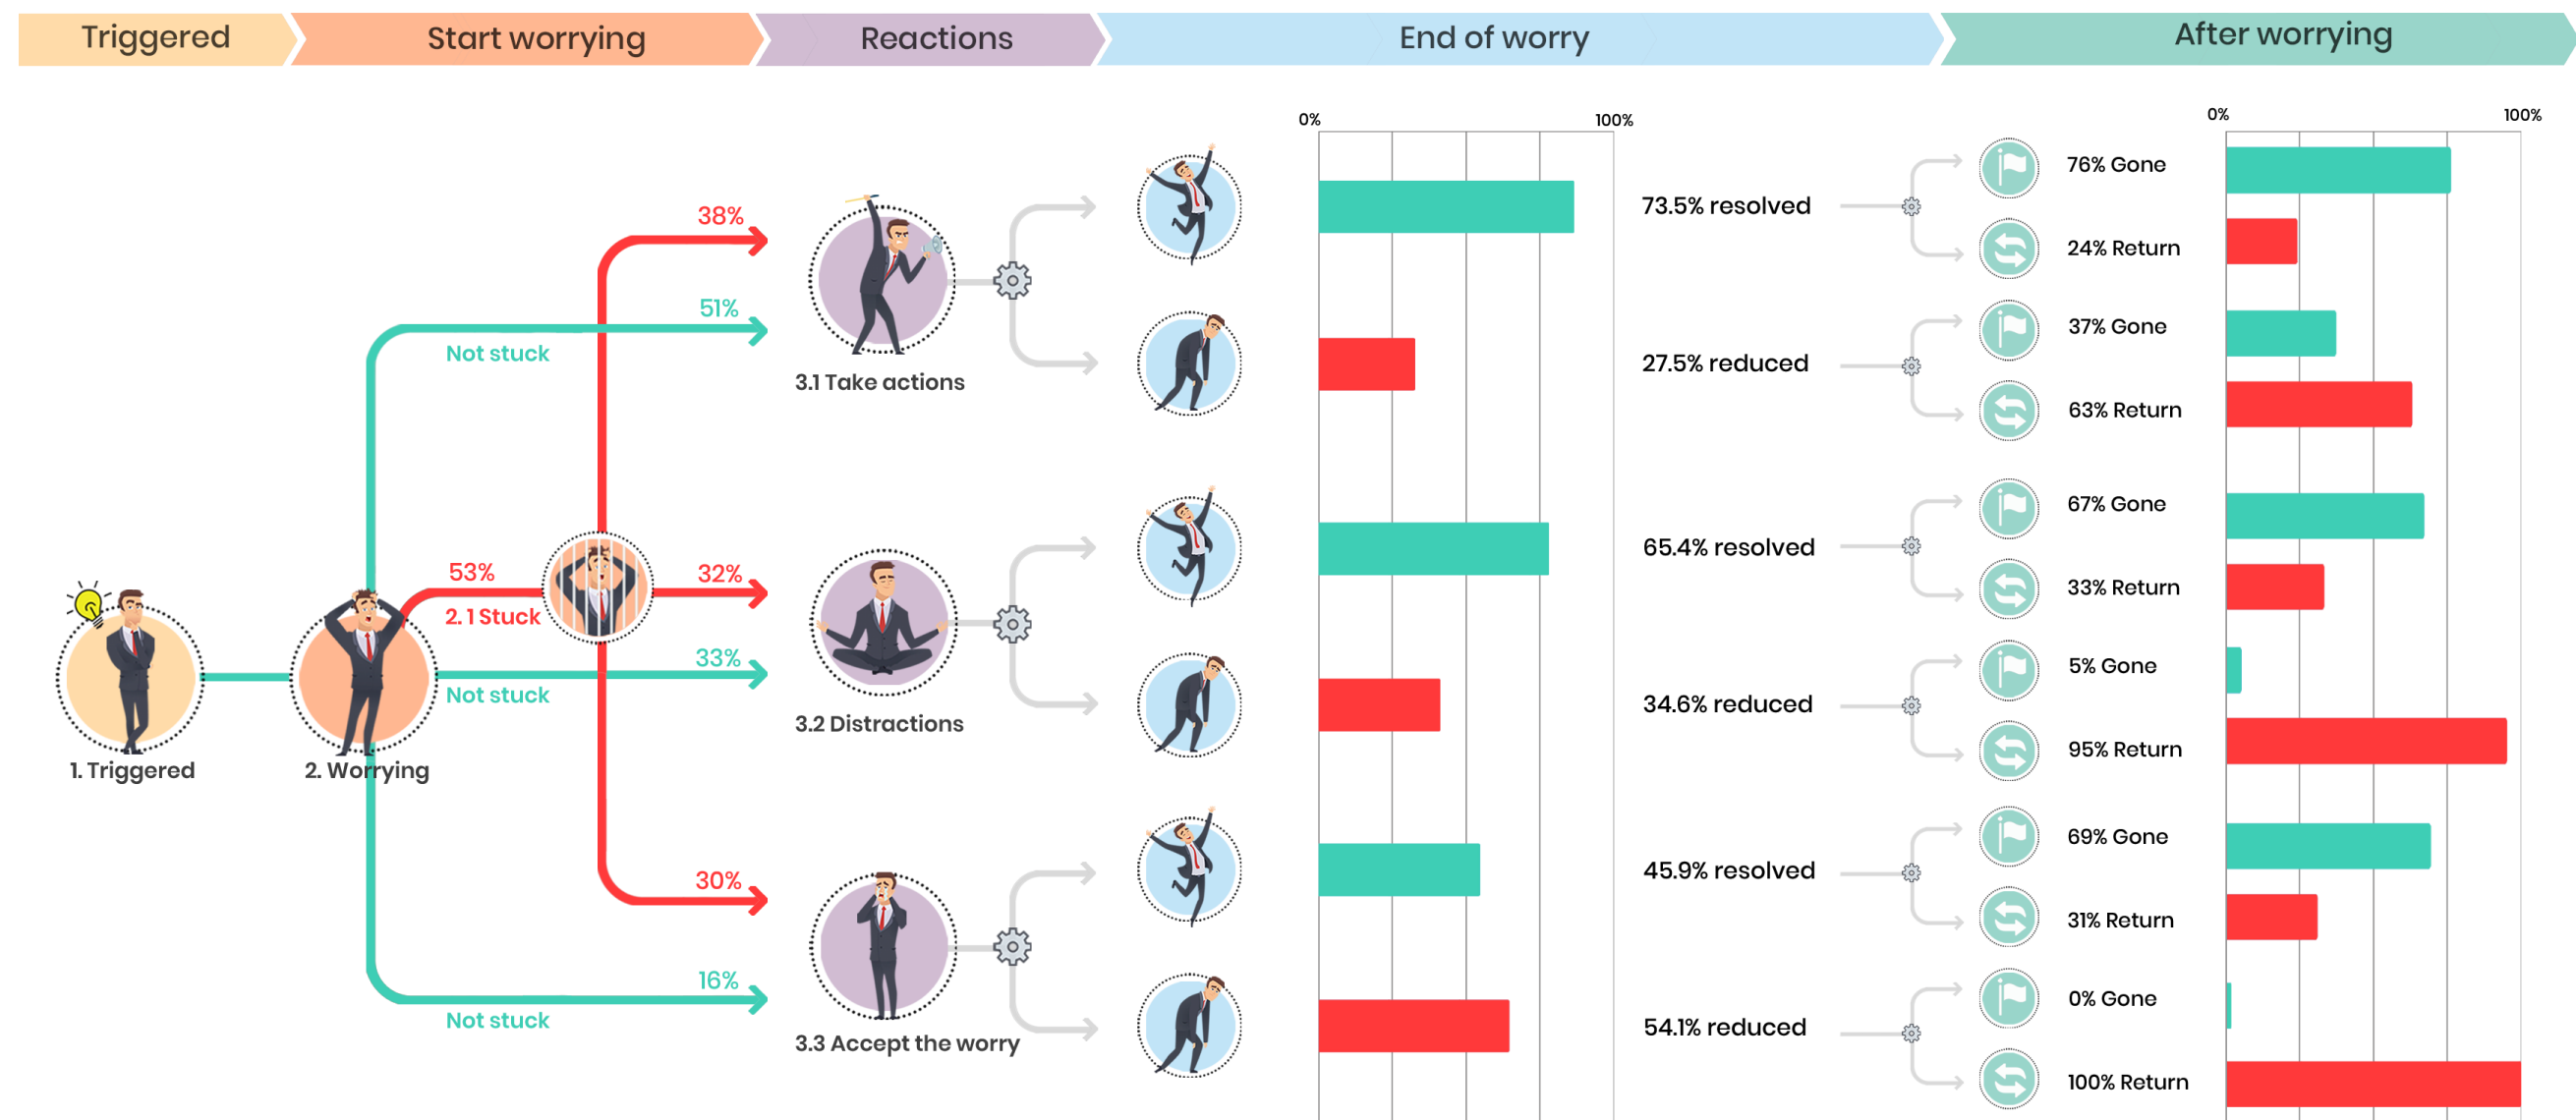 Triggered
Start worrying
Reactions
End of worry
After worrying
0%
100%
0%
100%
38%
51%
Not stuck
3.1 Take actions
73.5% resolved
76% Gone
24% Return
27.5% reduced
37% Gone
63% Return
53%
2. 1 Stuck
32%
33%
Not stuck
3.2 Distractions
65.4% resolved
67% Gone
33% Return
34.6% reduced
5% Gone
95% Return
1. Triggered
2. Worrying
30%
16%
Not stuck
3.3 Accept the worry
45.9% resolved
69% Gone
31% Return
54.1% reduced
0% Gone
100% Return